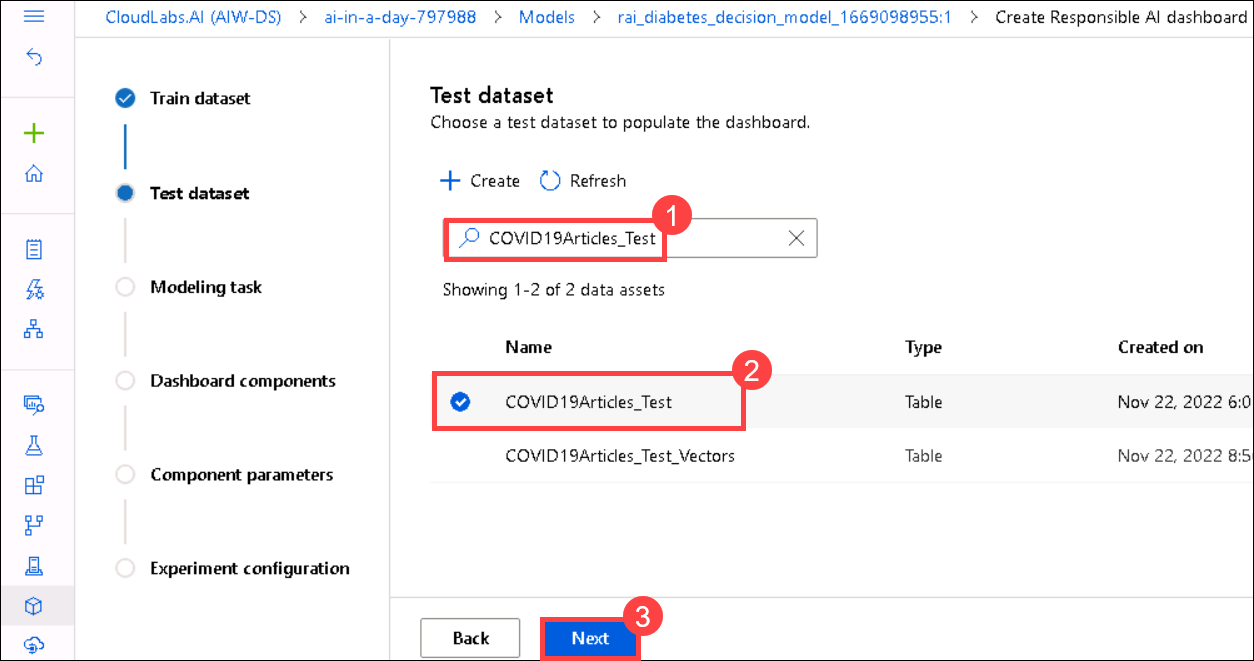 CloudLabs.AI (AIW-DS) > ai-in-a-day-797988 > Models > rai_diabetes_decision_model_1669098955:1 > Create Responsible AI dashboard
Train dataset
Test dataset
Modeling task
Dashboard components
Component parameters
Experiment configuration
Test dataset
Choose a test dataset to populate the dashboard.
Create Refresh
COVID19Articles_Test 1
Showing 1-2 of 2 data assets
Name Type Created on
2
COVID19Articles_Test Table Nov 22, 2022 6:0
COVID19Articles_Test_Vectors Table Nov 22, 2022 8:5
3
Back Next